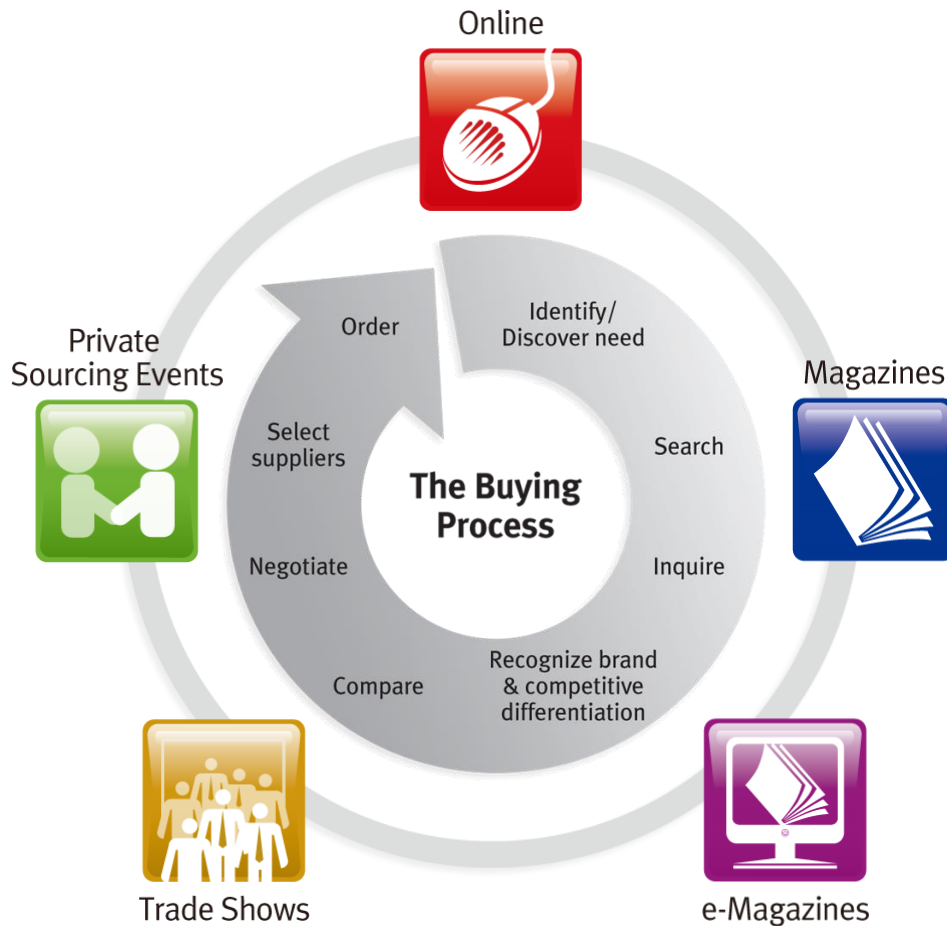 Online
Identify/
Discover need
Search
Inquire
Recognize brand
& competitive
differentiation
Compare
Negotiate
Select
suppliers
Order
The Buying
Process
Magazines
e-Magazines
Trade Shows
Private
Sourcing Events